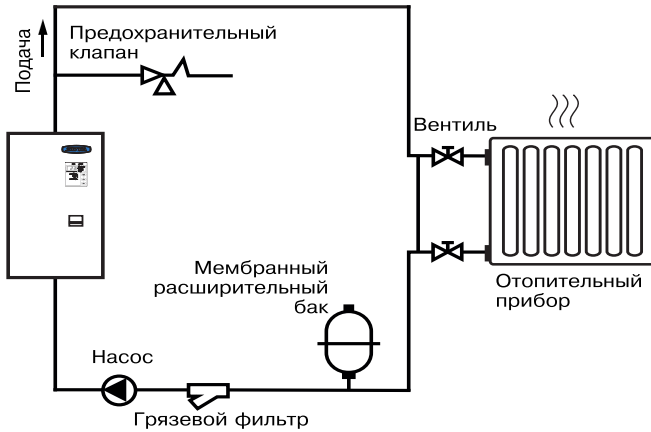 Подача
Предохранительный
клапан
Вентиль
Мембранный
расширительный
бак
Отопительный
прибор
Насос
Грязевой фильтр